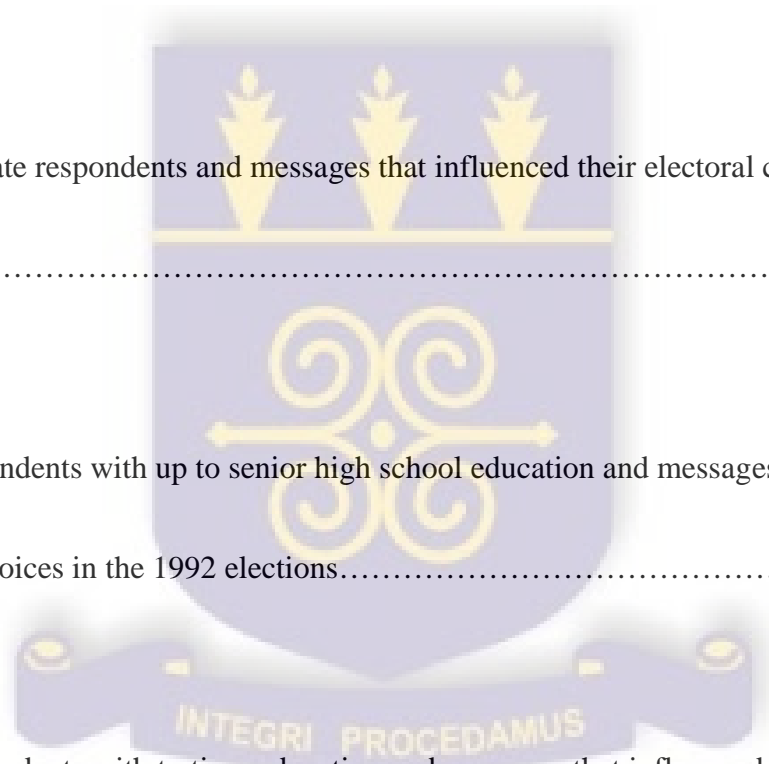 ate respondents and messages that influenced their electoral c
……………………………………………………………………
ndents with up to senior high school education and messages
oices in the 1992 elections…………………………………
INTEGRI PROCEDAMUS